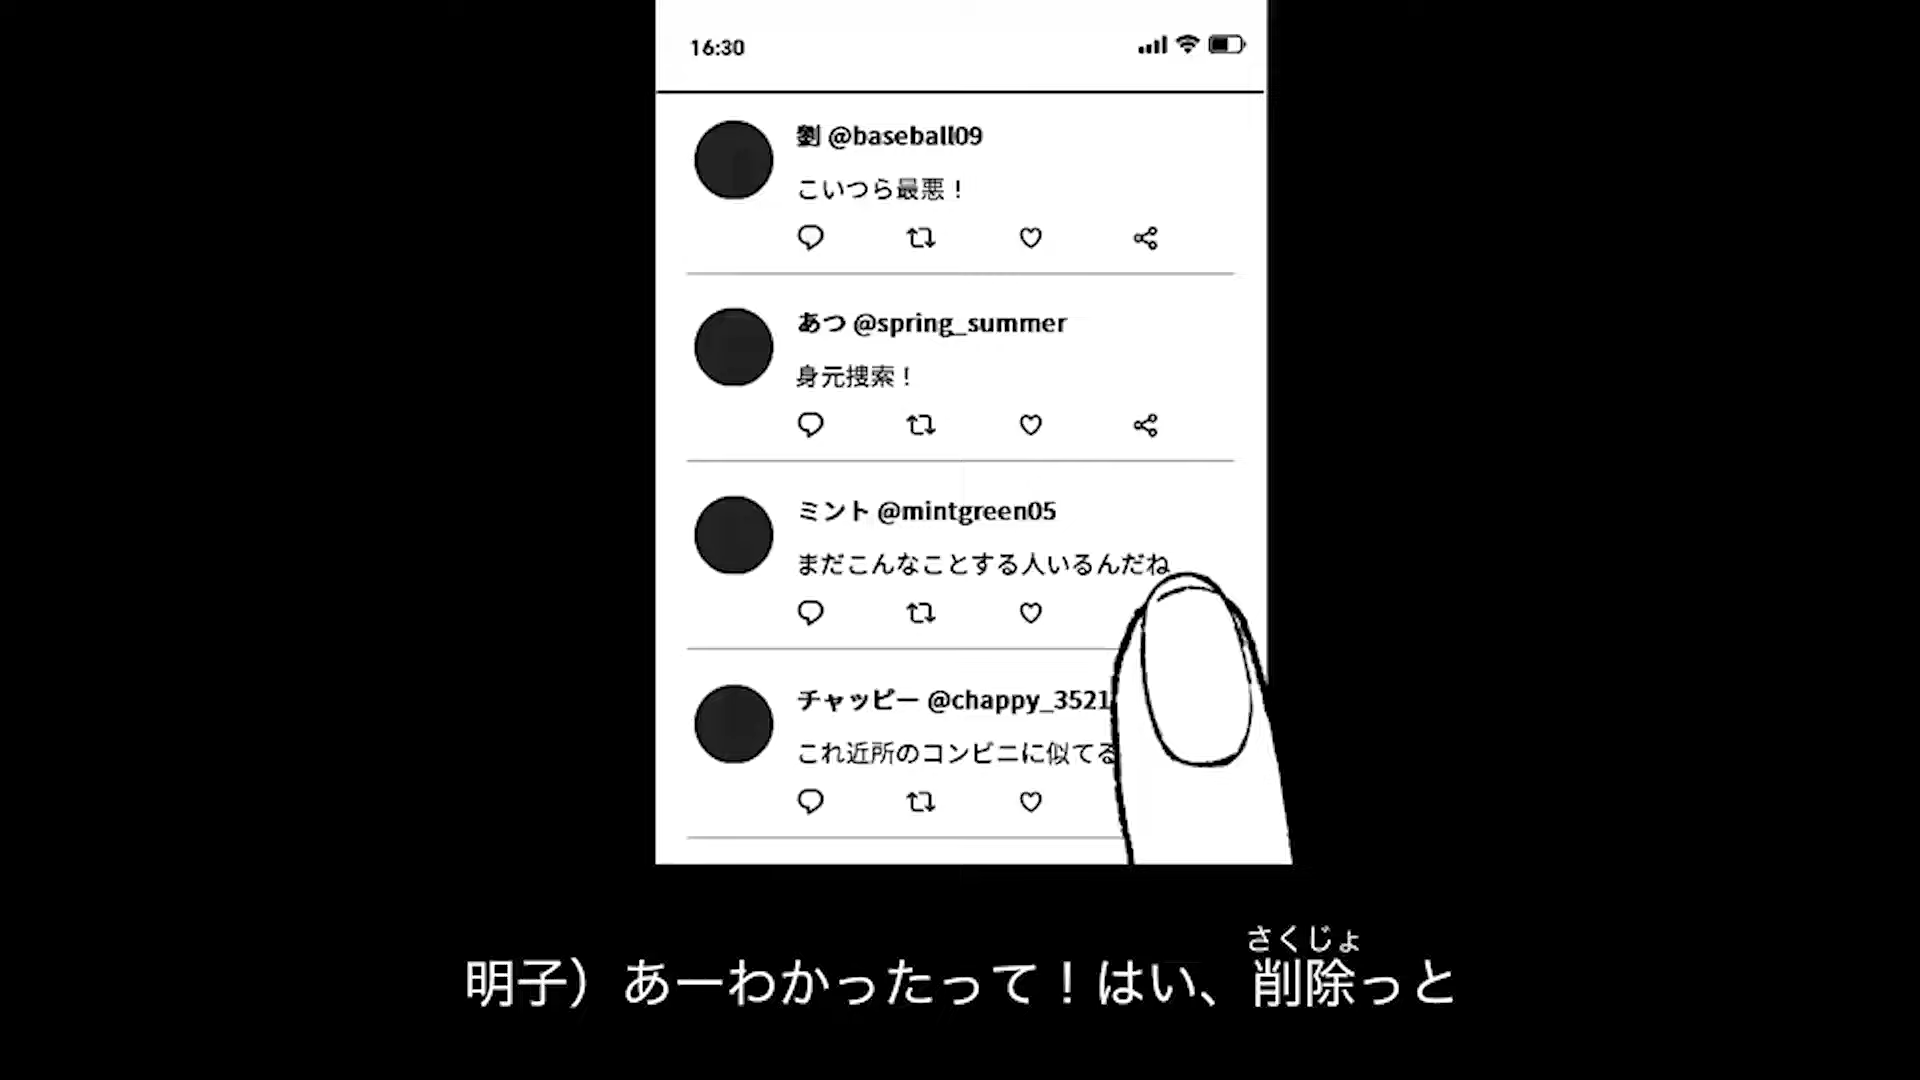 16:30
劉 @baseball09
こいつら最悪！
あつ @spring_summer
身元捜索！
ミント @mintgreen05
まだこんなことする人いるんだね
チャッピー @chappy_3521
これ近所のコンビニに似てる
さくじょ
明子）あーわかったって！はい、削除っと